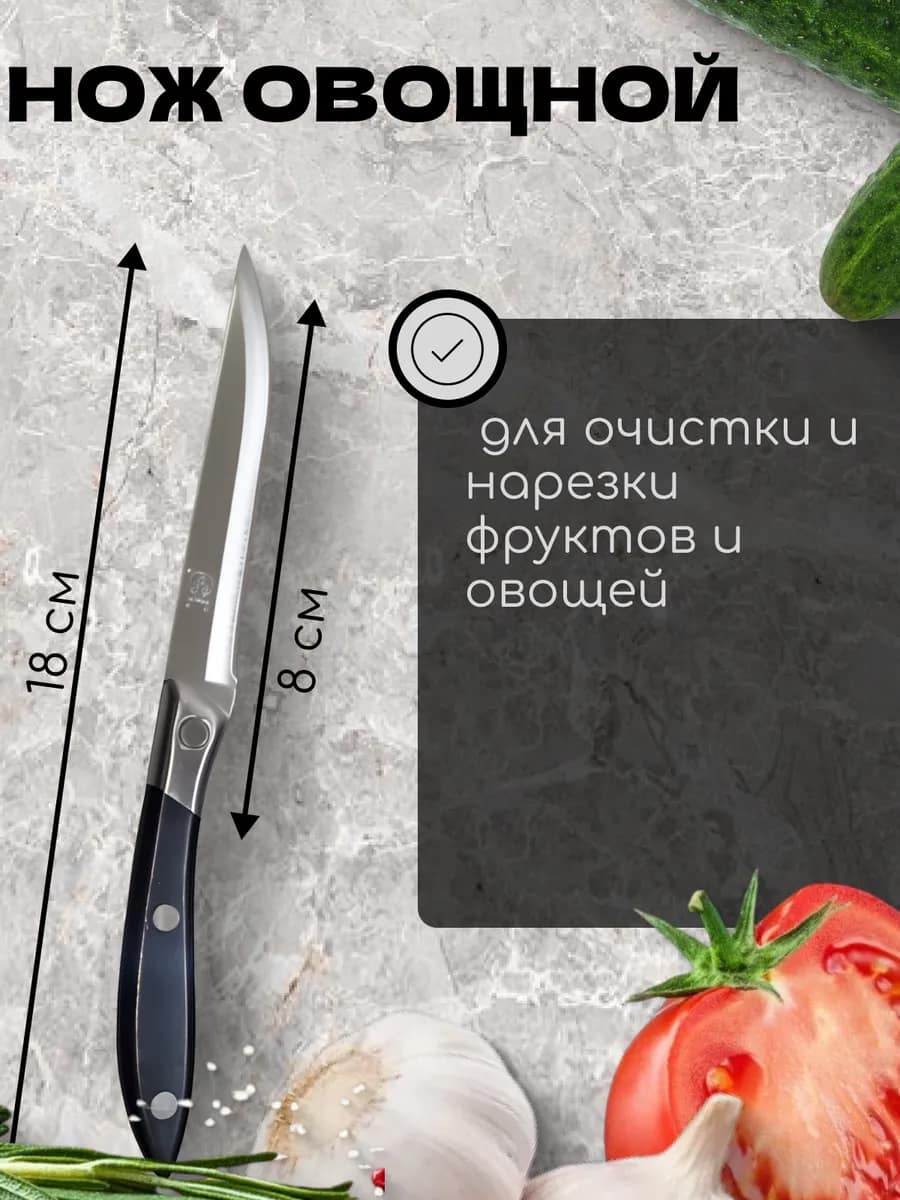 НОЖ ОВОЩНОЙ
для очистки и
нарезки
фруктов и
овощей
18 см
8 см